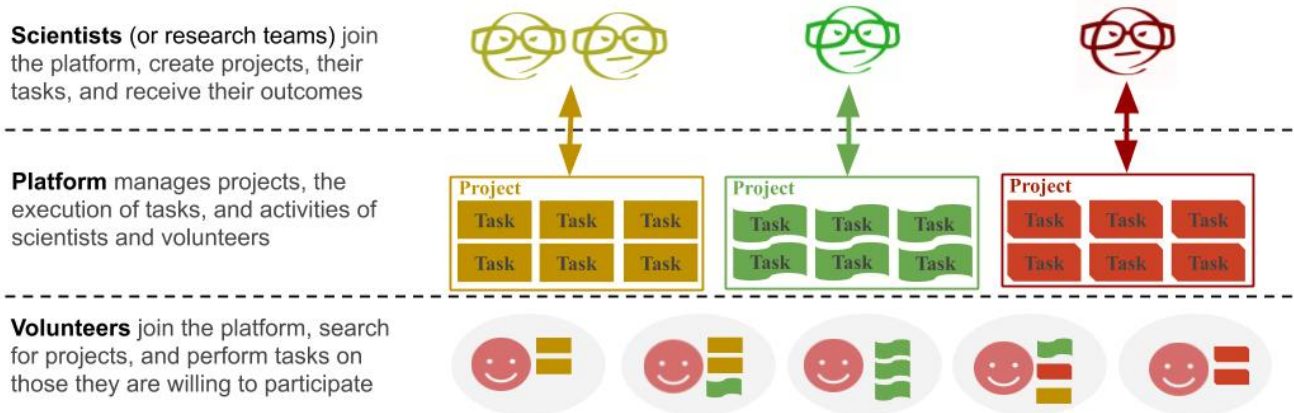 Scientists (or research teams) join
the platform, create projects, their
tasks, and receive their outcomes
Platform manages projects, the
execution of tasks, and activities of
scientists and volunteers
Project
Task Task Task
Task Task Task
Project
Task Task Task
Task Task Task
Project
Task Task Task
Task Task Task
Volunteers join the platform, search
for projects, and perform tasks on
those they are willing to participate